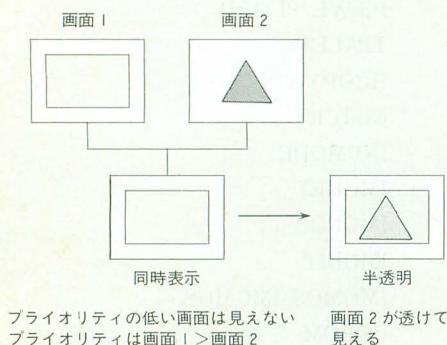 画面1
画面2
同時表示
半透明
プライオリティの低い画面は見えない
プライオリティは画面1>画面2
画面2が透けて
見える